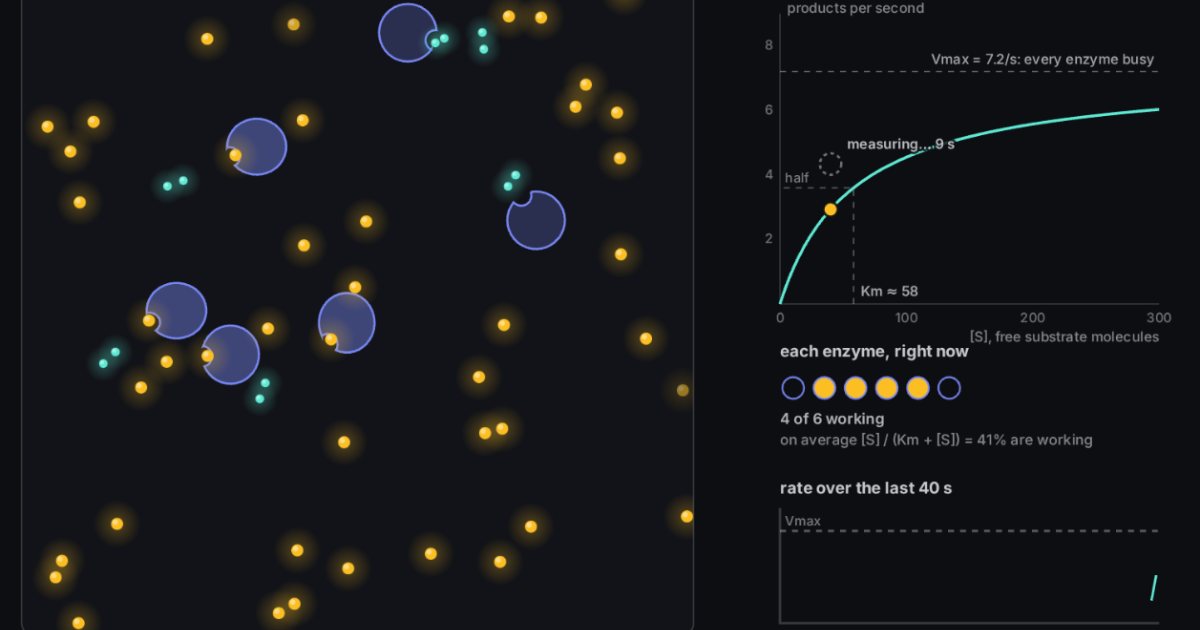 products per second
8
Vmax = 7.2/s: every enzyme busy
6
measuring... 9 s
4
half
2
Km ≈ 58
0 100 200 300
[S], free substrate molecules
each enzyme, right now
4 of 6 working
on average [S] / (Km + [S]) = 41% are working
rate over the last 40 s
Vmax